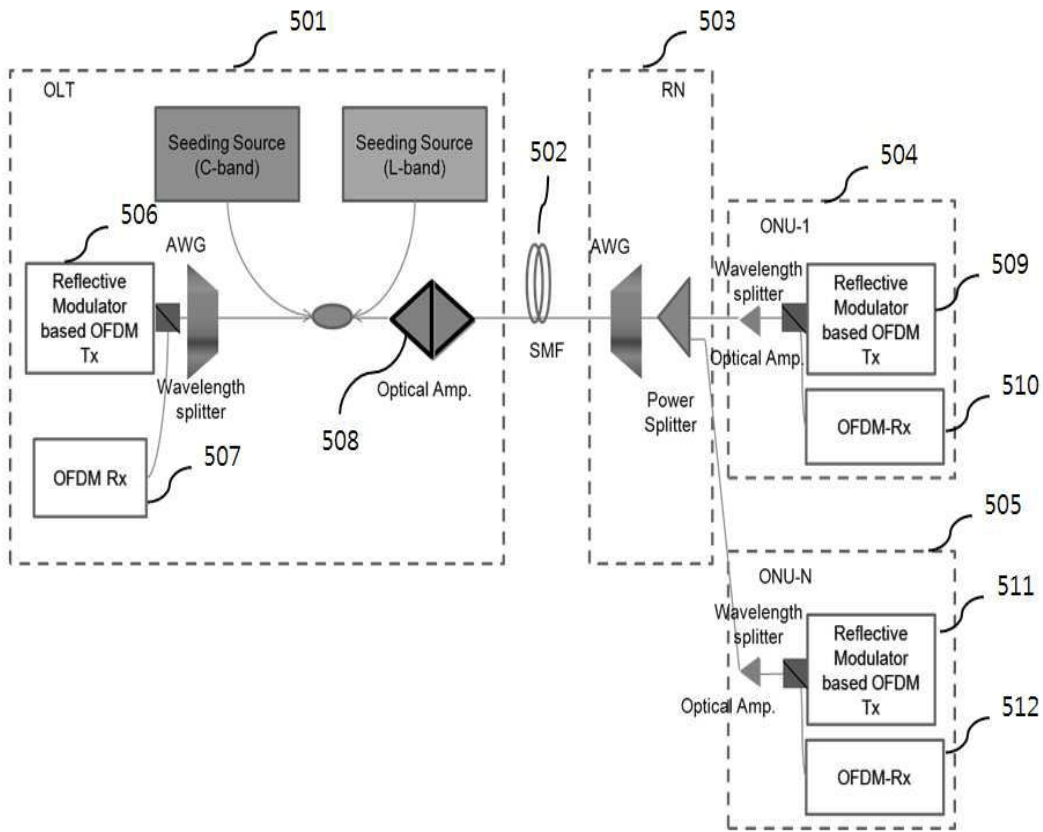 501
503
OLT
RN
Seeding Source
(C-band)
Seeding Source
(L-band)
502
504
506
AWG
AWG
ONU-1
Wavelength
splitter
509
Reflective
Modulator
based OFDM
Tx
Reflective
Modulator
based OFDM
Tx
SMF
Optical Amp.
Wavelength
splitter
Optical Amp.
508
Power
Splitter
510
OFDM-Rx
OFDM Rx
507
505
ONU-N
511
Wavelength
splitter
Reflective
Modulator
based OFDM
Tx
Optical Amp.
512
OFDM-Rx